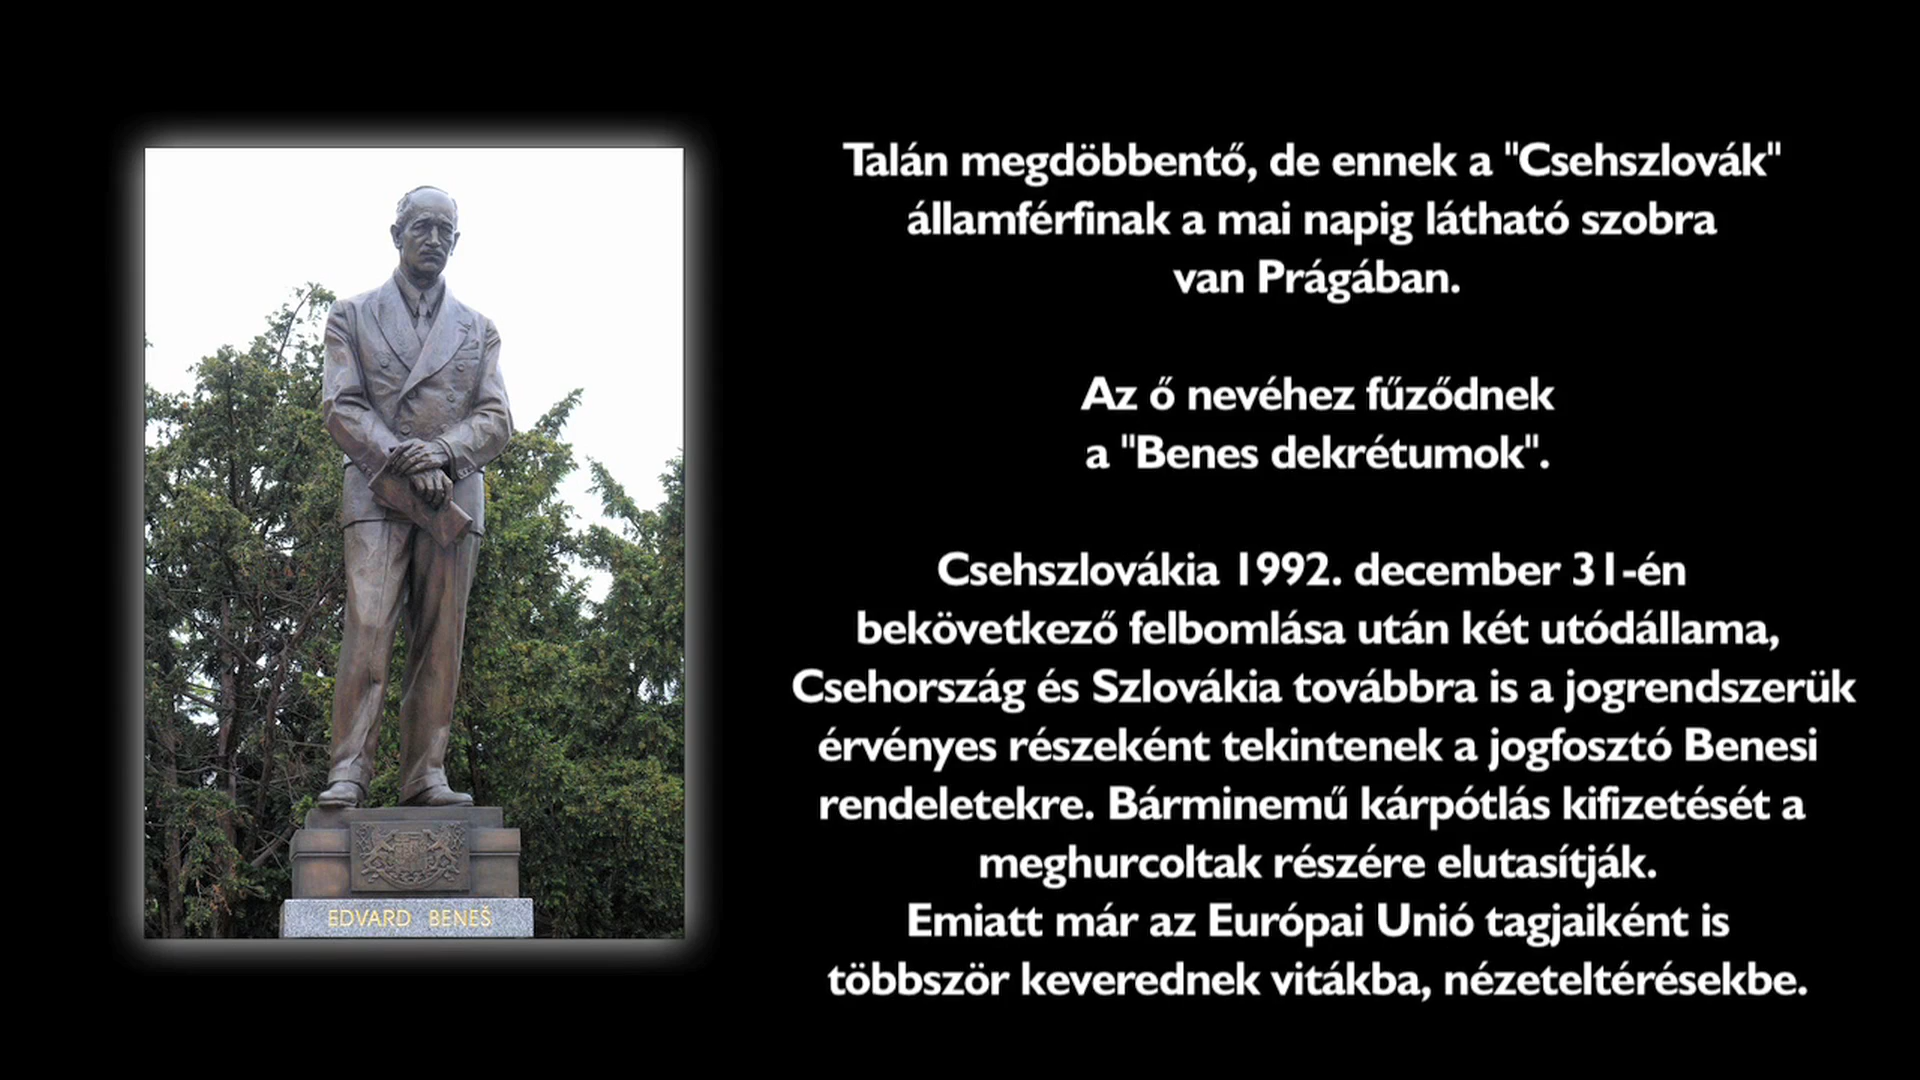 Talán megdöbbentő, de ennek a "Csehszlovák"
államférfinak a mai napig látható szobra
van Prágában.
Az ő nevéhez fűződnek
a "Benes dekrétumok".
Csehszlovákia 1992. december 31-én
bekövetkező felbomlása után két utódállama,
Csehország és Szlovákia továbbra is a jogrendszerük
érvényes részeként tekintenek a jogfosztó Benesi
rendeletekre. Bárminemű kárpótlás kifizetését a
meghurcoltak részére elutasítják.
Emiatt már az Európai Unió tagjaiként is
többször keverednek vitákba, nézeteltérésekbe.
EDVARD BENEŠ